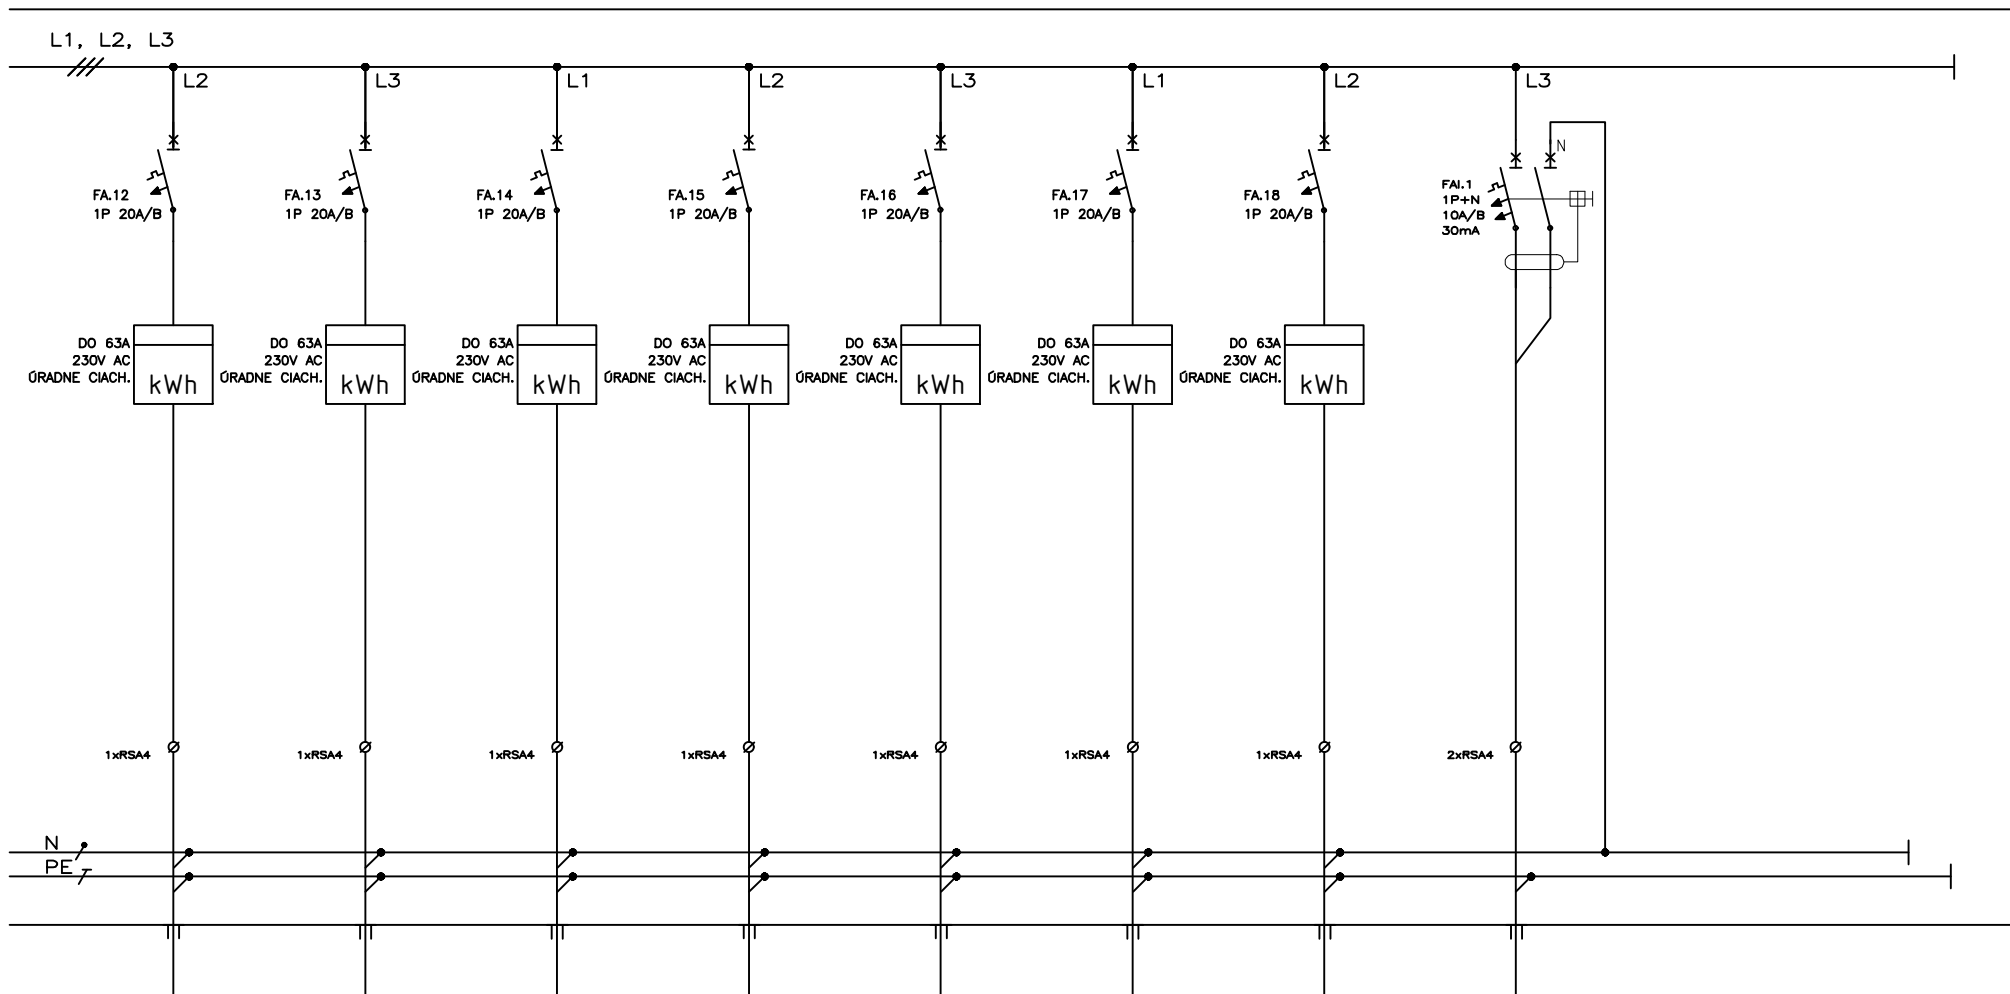 L1, L2, L3
L2
L3
L1
L2
L3
L1
L2
L3
N
FA.12
1P 20A/B
FA.13
1P 20A/B
FA.14
1P 20A/B
FA.15
1P 20A/B
FA.16
1P 20A/B
FA.17
1P 20A/B
FA.18
1P 20A/B
FAI.1
1P+N
10A/B
30mA
DO 63A
230V AC
ÚRADNE CIACH.
kWh
DO 63A
230V AC
ÚRADNE CIACH.
kWh
DO 63A
230V AC
ÚRADNE CIACH.
kWh
DO 63A
230V AC
ÚRADNE CIACH.
kWh
DO 63A
230V AC
ÚRADNE CIACH.
kWh
DO 63A
230V AC
ÚRADNE CIACH.
kWh
DO 63A
230V AC
ÚRADNE CIACH.
kWh
1xRSA4
1xRSA4
1xRSA4
1xRSA4
1xRSA4
1xRSA4
1xRSA4
2xRSA4
N
PE